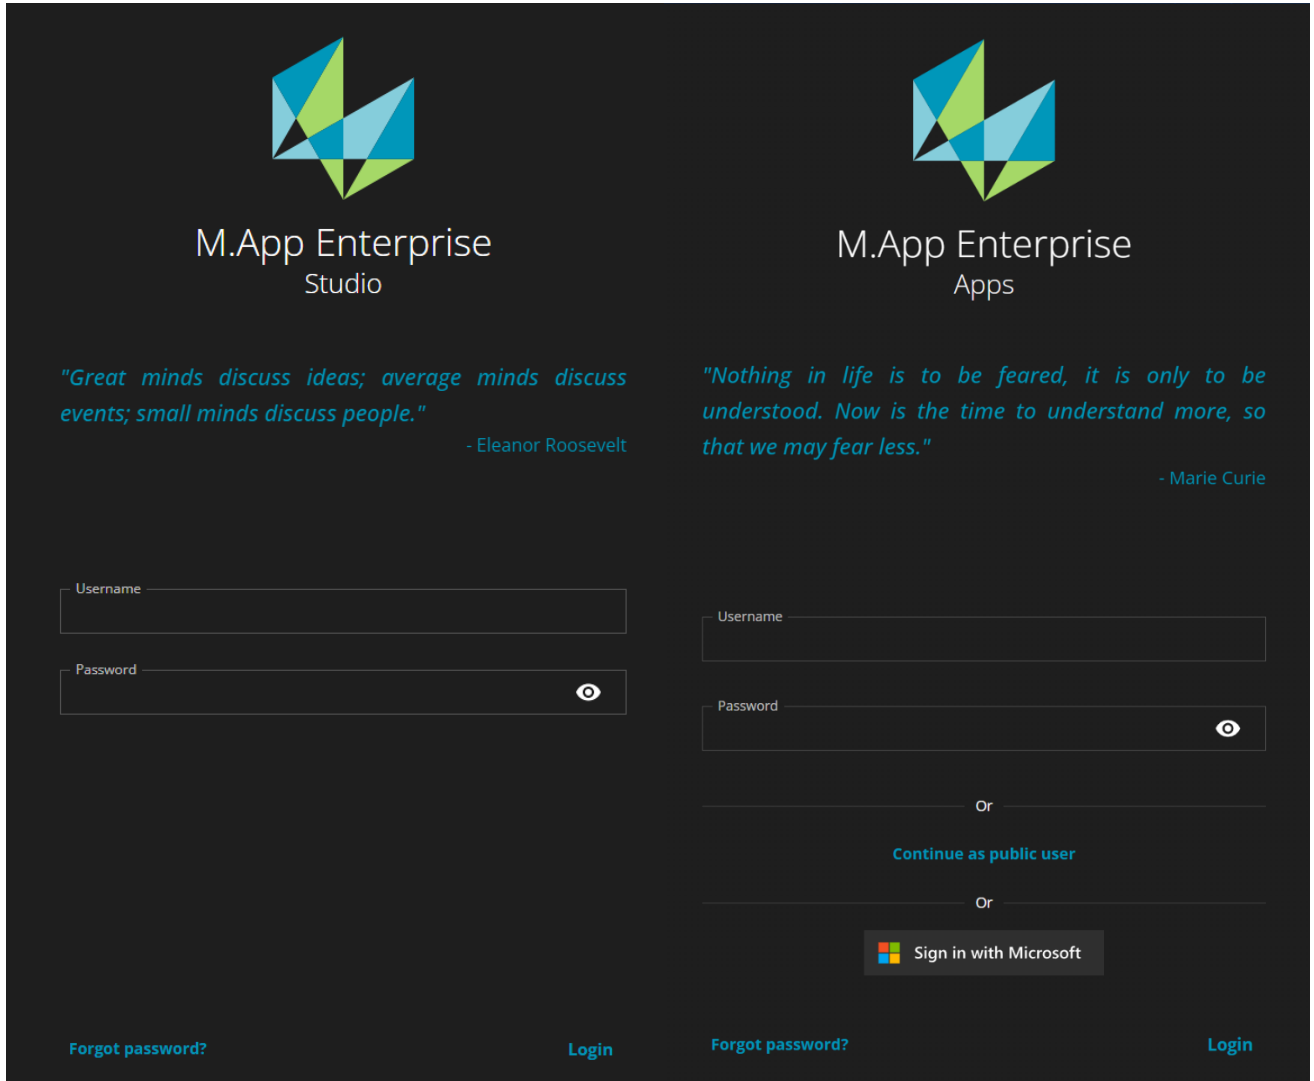 M.App Enterprise
Studio
"Great minds discuss ideas; average minds discuss
events; small minds discuss people."
- Eleanor Roosevelt
Username
Password
Forgot password?
Login
M.App Enterprise
Apps
"Nothing in life is to be feared, it is only to be
understood. Now is the time to understand more, so
that we may fear less."
- Marie Curie
Username
Password
Or
Continue as public user
Or
Sign in with Microsoft
Forgot password?
Login